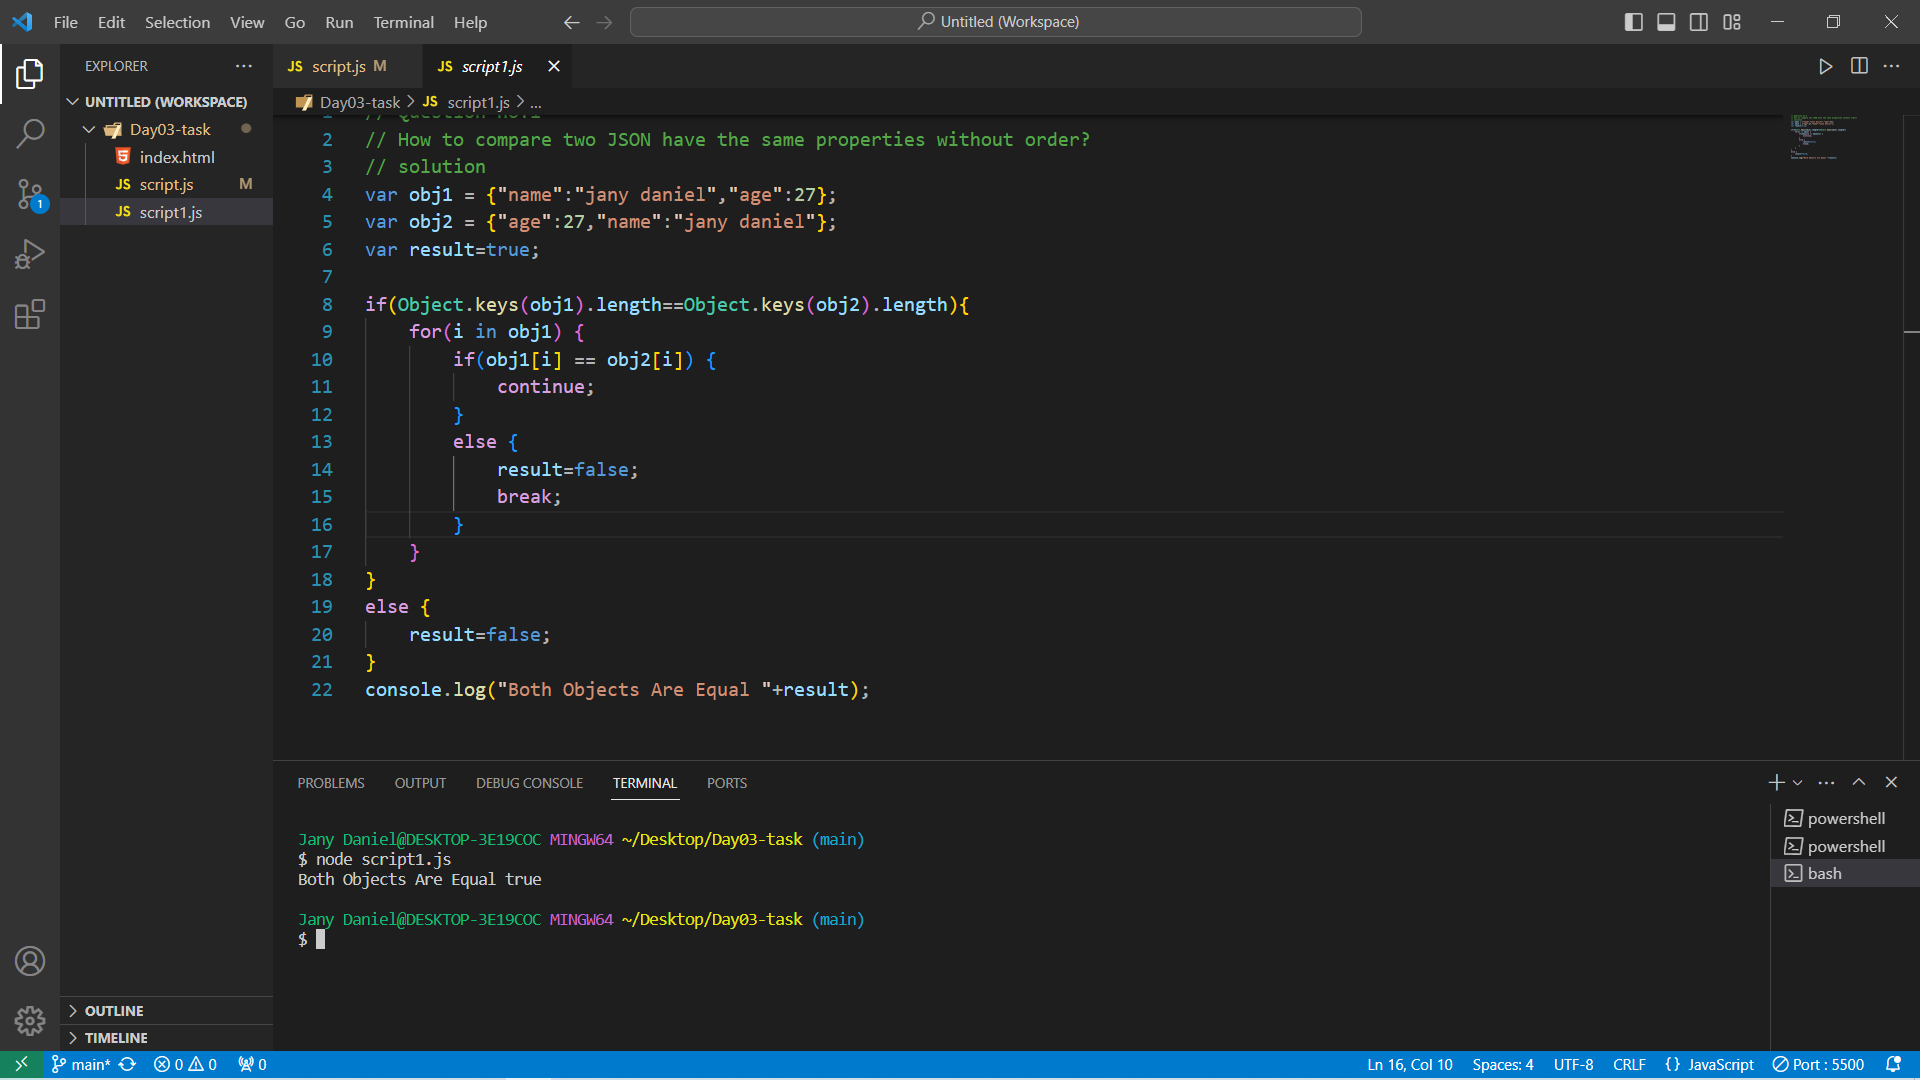 File Edit Selection View Go Run Terminal Help
Untitled (Workspace)
EXPLORER
UNTITLED (WORKSPACE)
Day03-task
index.html
script.js M
script1.js
1
OUTLINE
TIMELINE
script.js M
script1.js
Day03-task > script1.js > ...
2 // How to compare two JSON have the same properties without order?
3 // solution
4 var obj1 = {"name":"jany daniel","age":27};
5 var obj2 = {"age":27,"name":"jany daniel"};
6 var result=true;
7
8 if(Object.keys(obj1).length==Object.keys(obj2).length){
9 for(i in obj1) {
10 if(obj1[i] == obj2[i]) {
11 continue;
12 }
13 else {
14 result=false;
15 break;
16 }
17 }
18 }
19 else {
20 result=false;
21 }
22 console.log("Both Objects Are Equal "+result);
PROBLEMS OUTPUT DEBUG CONSOLE TERMINAL PORTS
Jany Daniel@DESKTOP-3E19COC MINGW64 ~/Desktop/Day03-task (main)
$ node script1.js
Both Objects Are Equal true
Jany Daniel@DESKTOP-3E19COC MINGW64 ~/Desktop/Day03-task (main)
$
powershell
powershell
bash
main* 0 0 0
Ln 16, Col 10 Spaces: 4 UTF-8 CRLF {} JavaScript Port : 5500